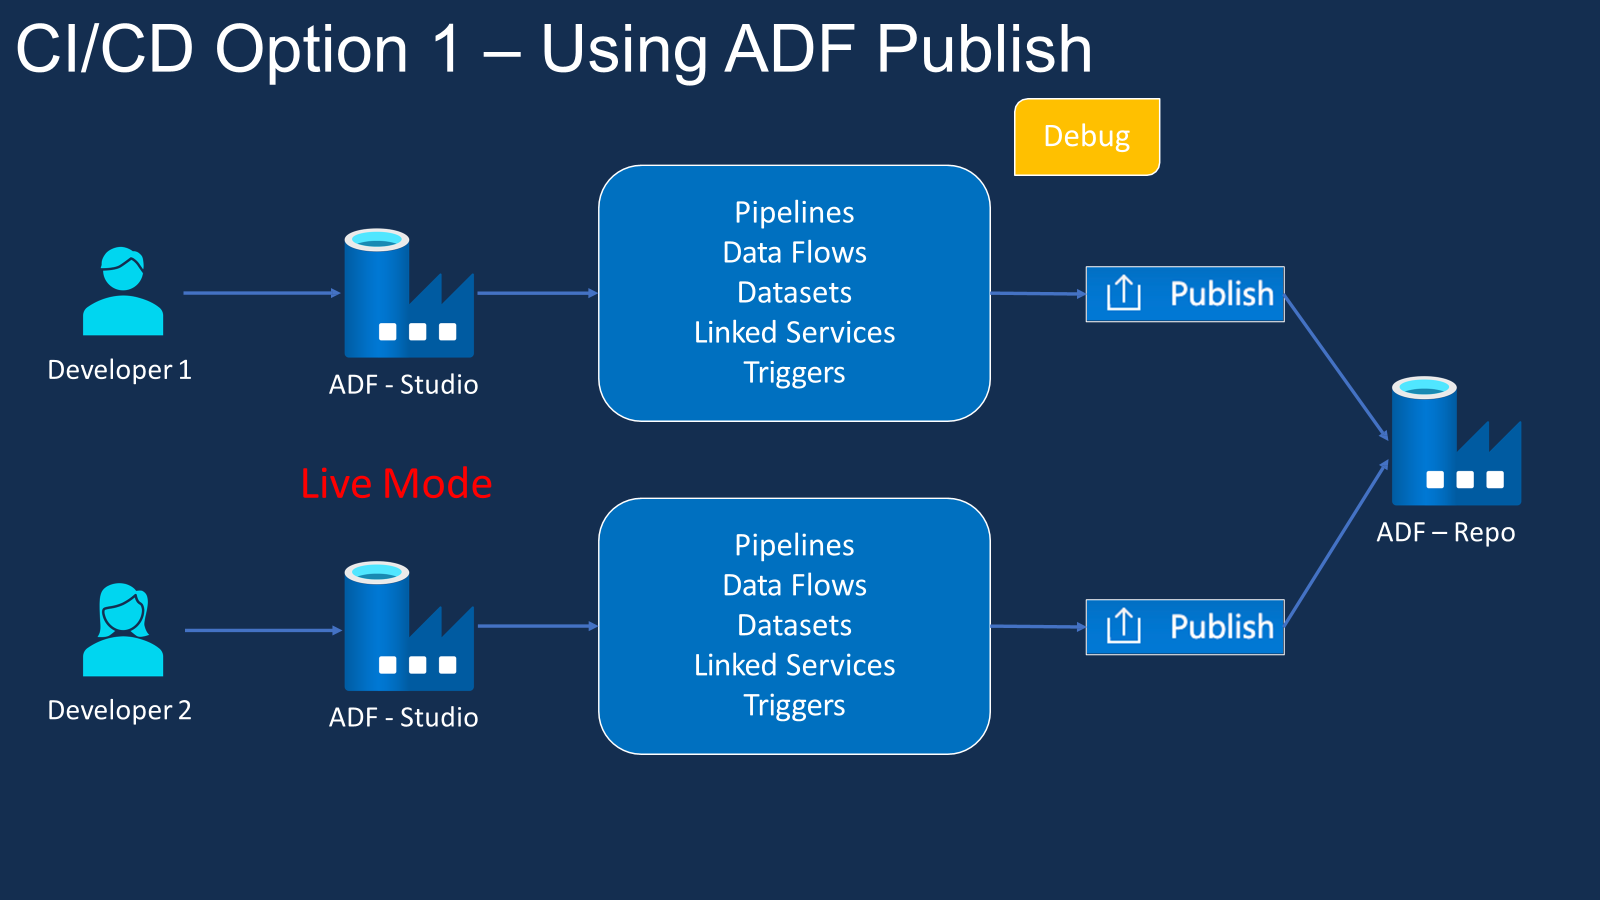 CI/CD Option 1 – Using ADF Publish
Debug
Pipelines
Data Flows
Datasets
Linked Services
Triggers
Publish
Developer 1
ADF - Studio
Live Mode
ADF – Repo
Pipelines
Data Flows
Datasets
Linked Services
Triggers
Publish
Developer 2
ADF - Studio